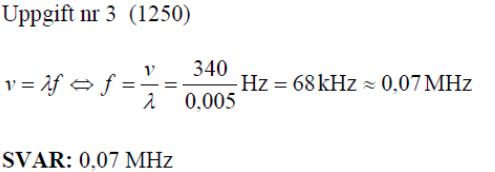 Uppgift nr 3 (1250)
v = λf ⇔ f = v/λ = 340/0,005 Hz = 68 kHz ≈ 0,07 MHz
SVAR: 0,07 MHz